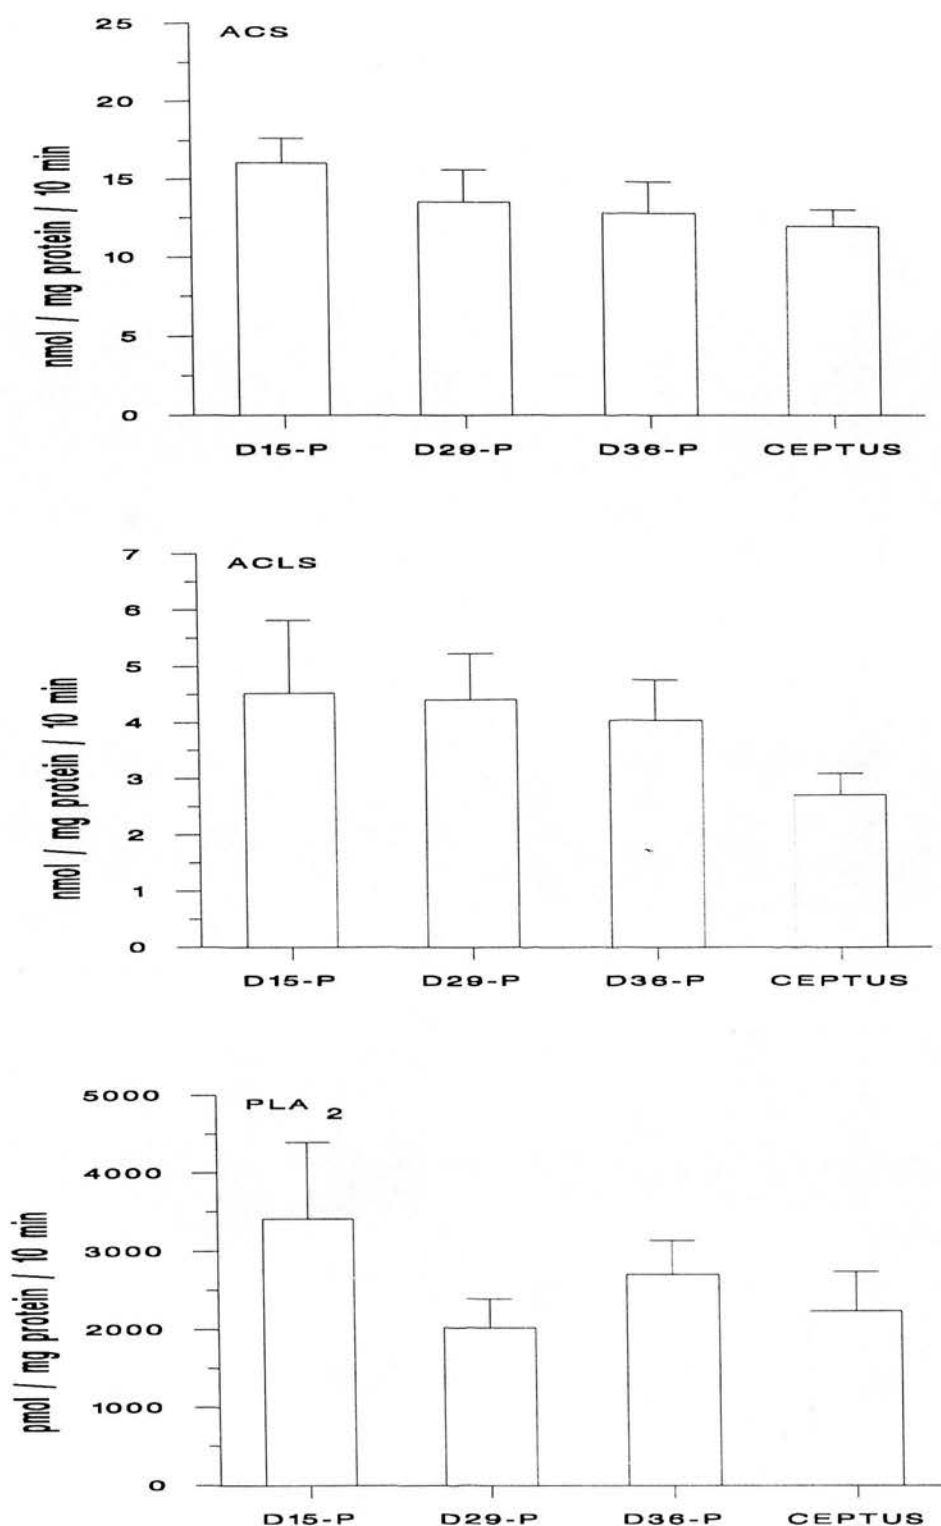 ACS
25
20
15
10
5
0
nmol / mg protein / 10 min
D15-P D29-P D36-P CEPTUS
ACLS
7
6
5
4
3
2
1
0
nmol / mg protein / 10 min
D15-P D29-P D36-P CEPTUS
PLA 2
5000
4000
3000
2000
1000
0
pmol / mg protein / 10 min
D15-P D29-P D36-P CEPTUS